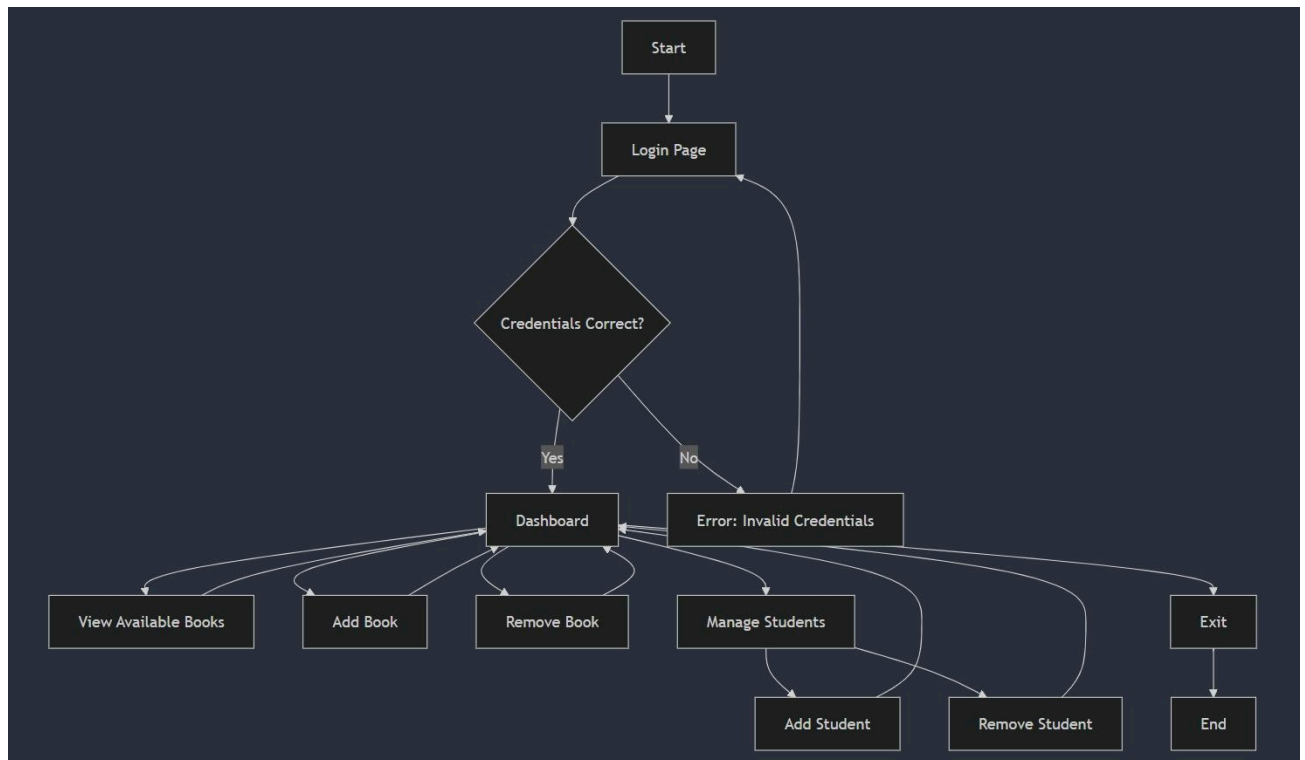 Start
Login Page
Credentials Correct?
Yes
No
Dashboard
Error: Invalid Credentials
View Available Books
Add Book
Remove Book
Manage Students
Exit
Add Student
Remove Student
End